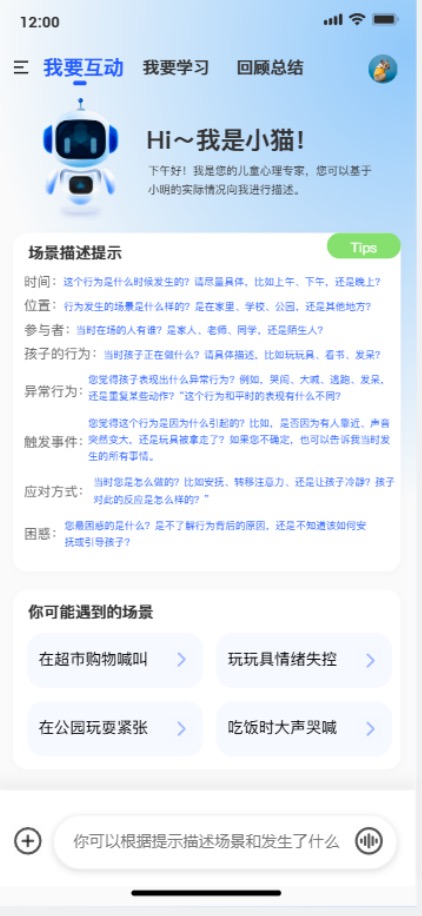 12:00
我要互动 我要学习 回顾总结
Hi～我是小猫！
下午好！我是您的儿童心理专家，您可以基于
小明的实际情况向我进行描述。
场景描述提示 Tips
时间：这个行为是什么时候发生的？请尽量具体，比如上午、下午，还是晚上？
位置：行为发生的场景是什么样的？是在家里、学校、公园，还是其他地方？
参与者：当时在场的人有谁？是家人、老师、同学，还是陌生人？
孩子的行为：当时孩子正在做什么？请具体描述，比如玩玩具、看书、发呆？
异常行为：您觉得孩子表现出什么异常行为？例如，哭闹、大喊、逃跑、发呆，
还是重复某些动作？“这个行为和平时的表现有什么不同？
触发事件：您觉得这个行为是因为什么引起的？比如，是否因为有人靠近、声音
突然变大，还是玩具被拿走了？如果您不确定，也可以告诉我当时发
生的所有事情。
应对方式：当时您是怎么做的？比如安抚、转移注意力、还是让孩子冷静？孩子
对此的反应是怎么样的？”
困惑：您最困惑的是什么？是不了解行为背后的原因，还是不知道该如何安
抚或引导孩子？
你可能遇到的场景
在超市购物喊叫 玩玩具情绪失控
在公园玩耍紧张 吃饭时大声哭喊
你可以根据提示描述场景和发生了什么